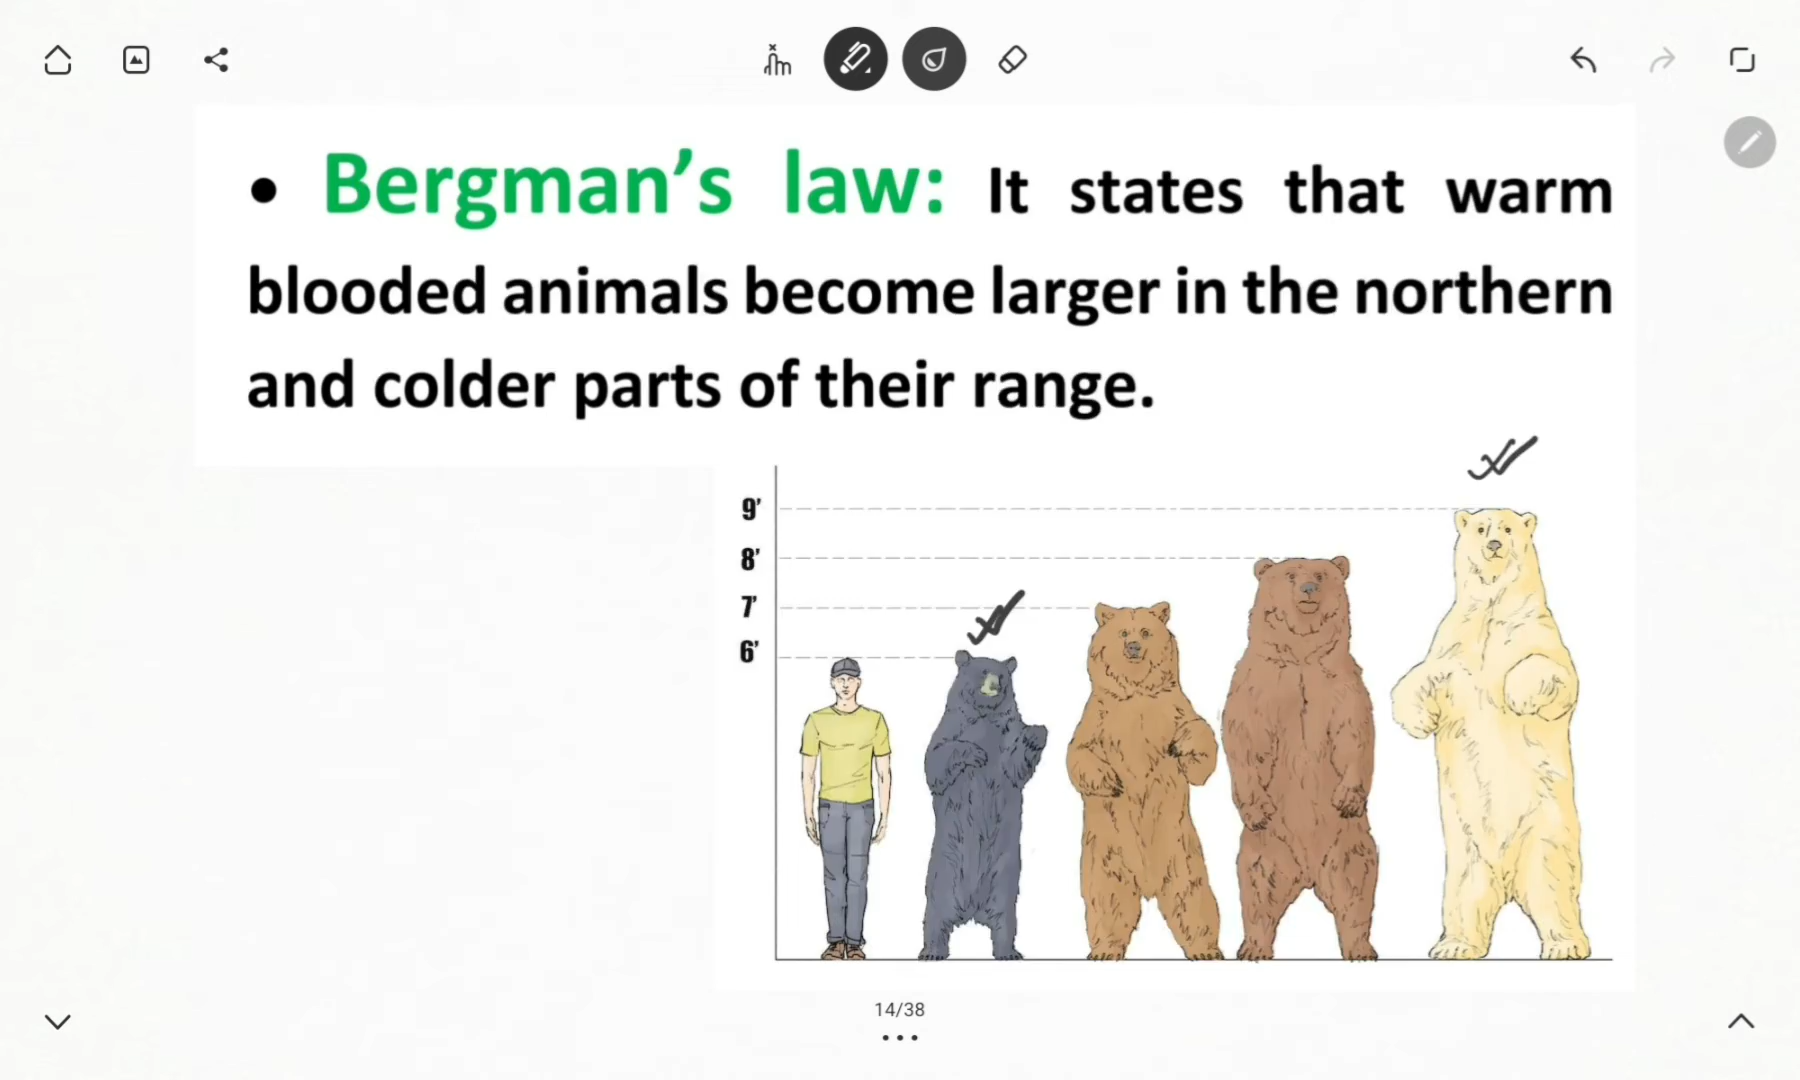 • Bergman’s law: It states that warm
blooded animals become larger in the northern
and colder parts of their range.
9’
8’
7’
6’
14/38